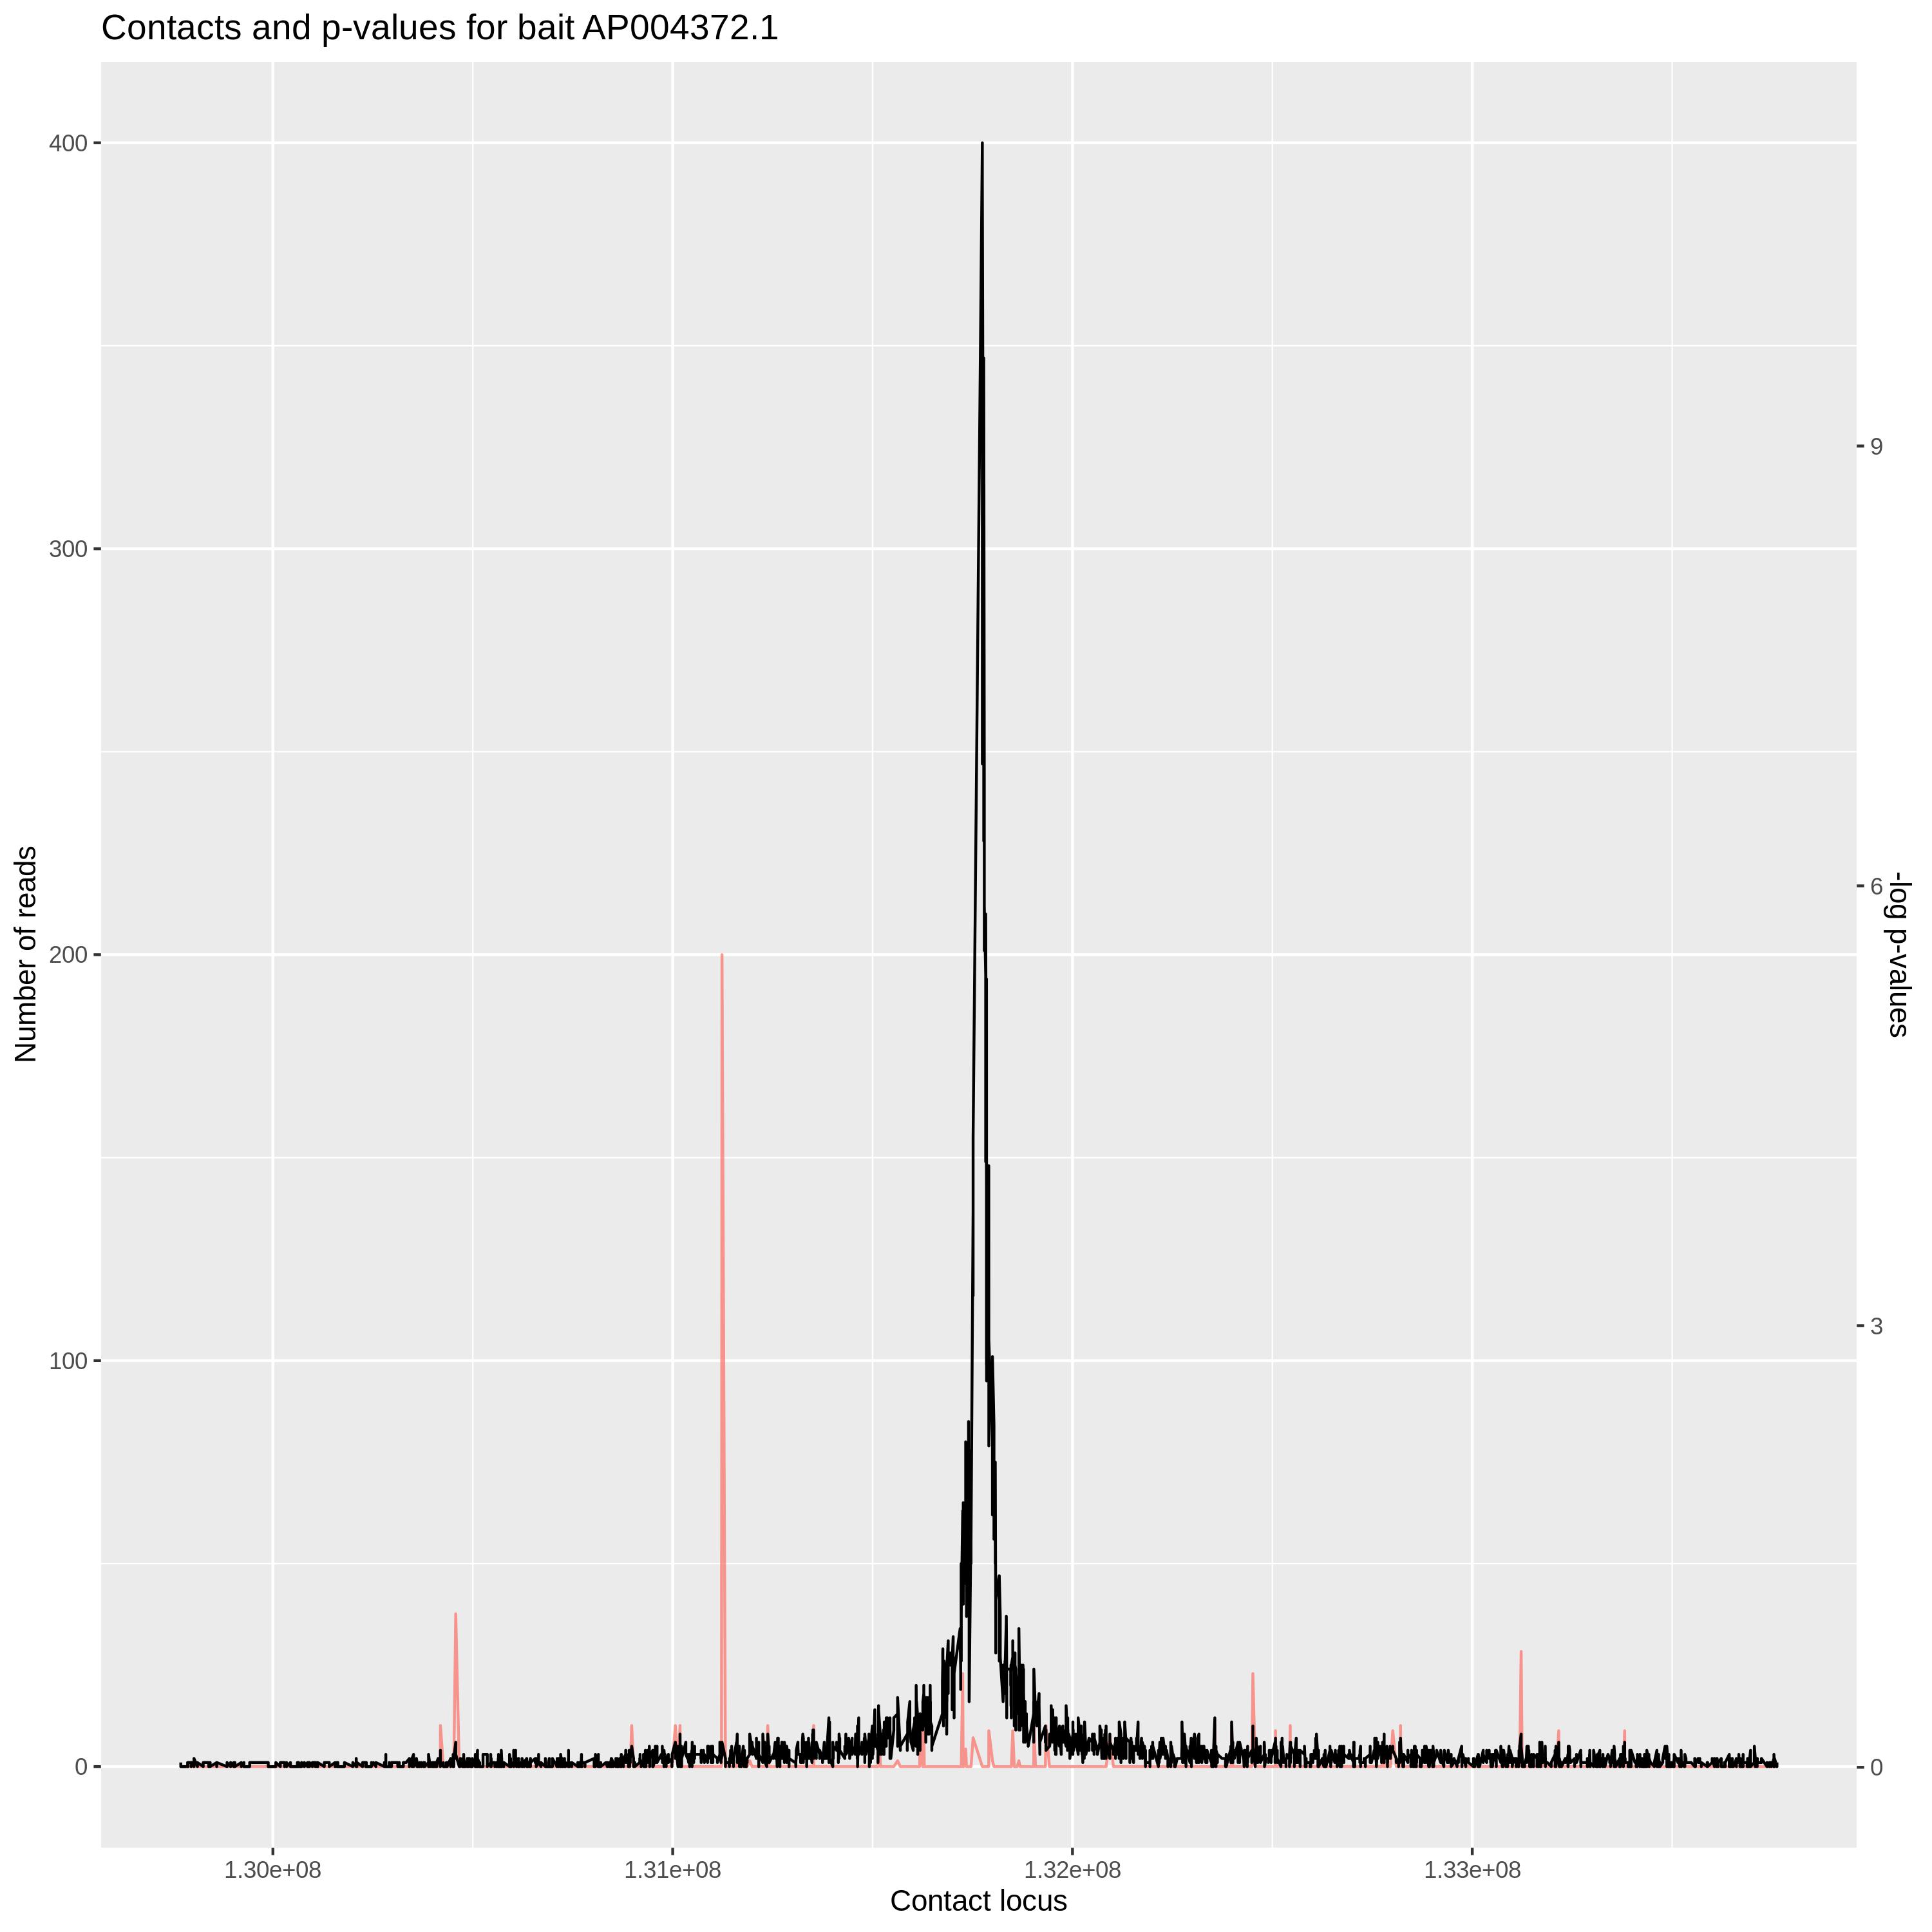 Contacts and p-values for bait AP004372.1
400
300
200
100
0
Number of reads
9
6
3
0
-log p-values
1.30e+08 1.31e+08 1.32e+08 1.33e+08
Contact locus